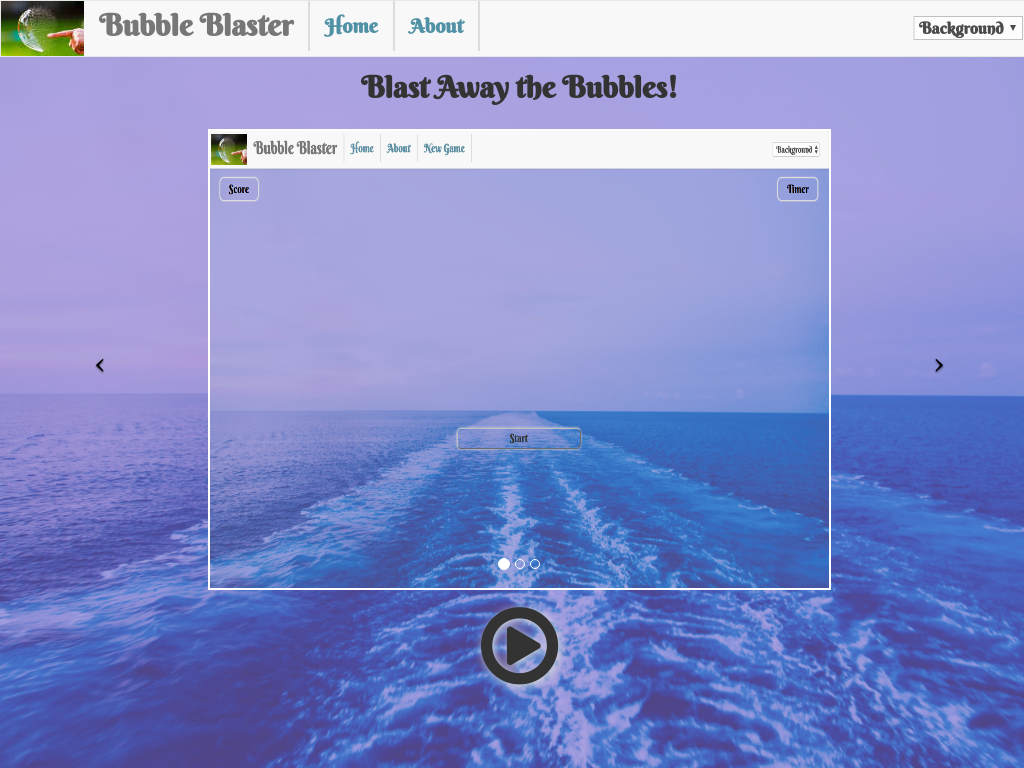 Bubble Blaster Home About Background
Blast Away the Bubbles!
Bubble Blaster Home About New Game Background
Score Timer
Start